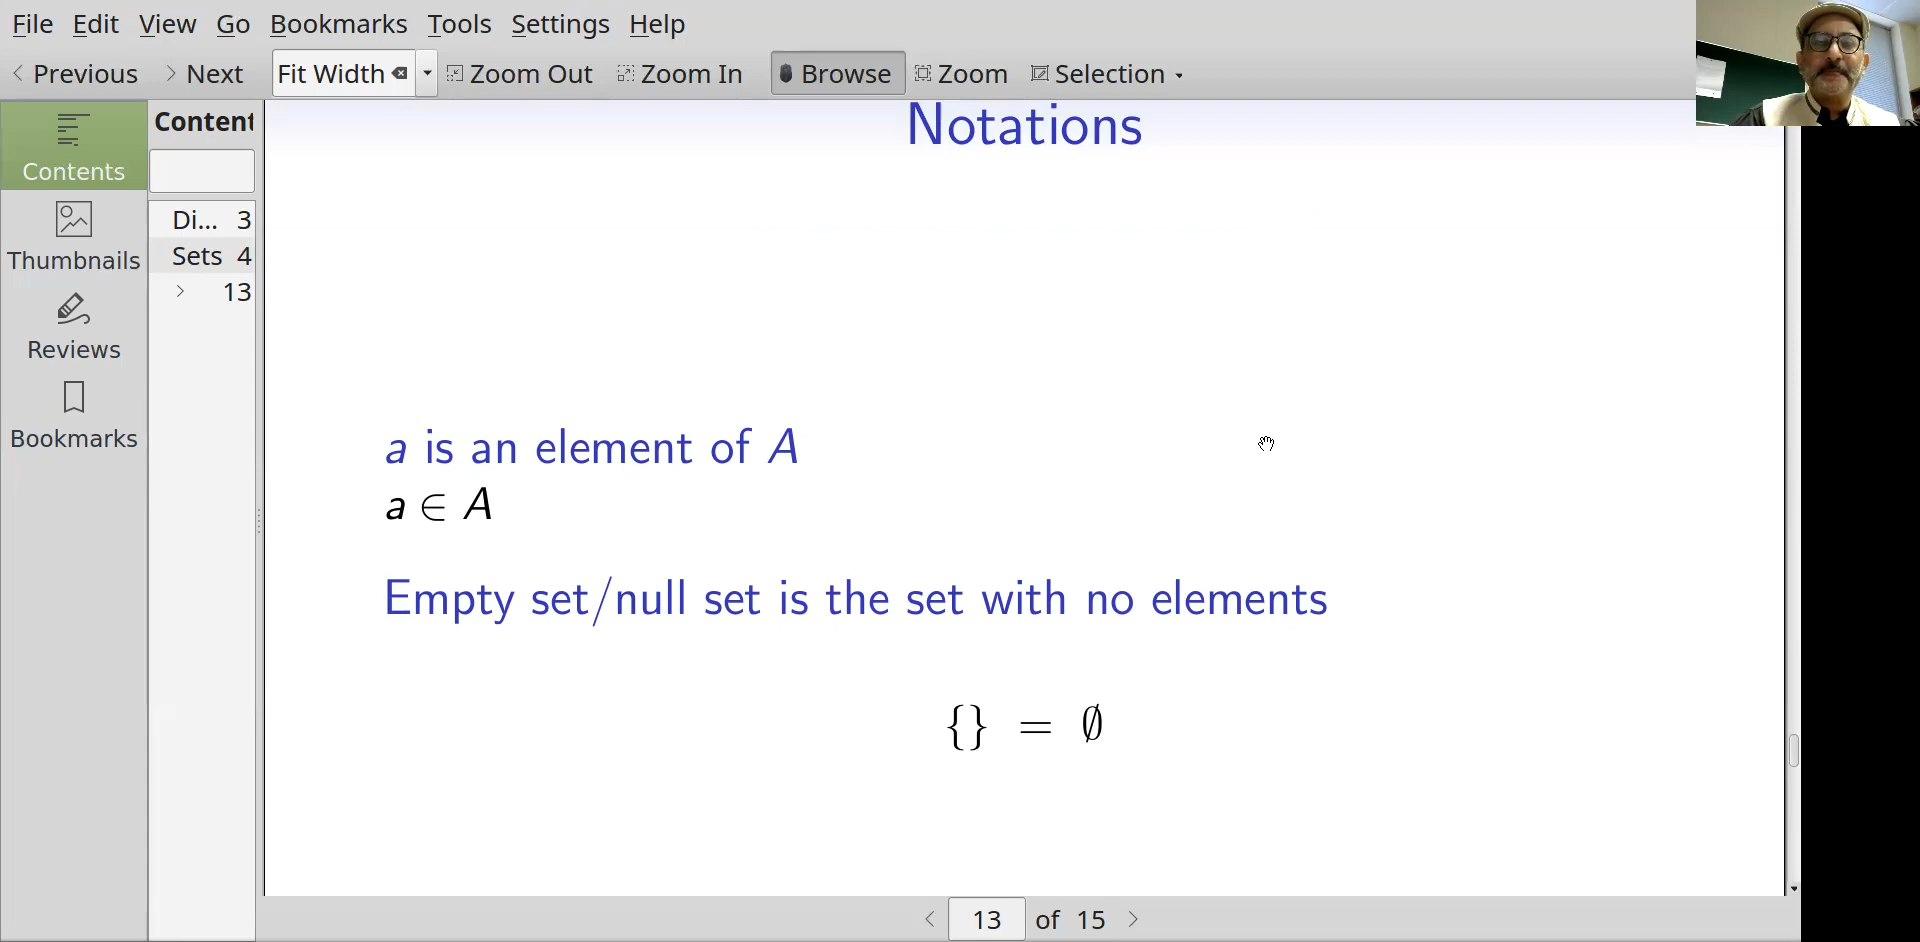 File Edit View Go Bookmarks Tools Settings Help
Previous Next Fit Width Zoom Out Zoom In Browse Zoom Selection
Contents
Thumbnails
Reviews
Bookmarks
Content
Di... 3
Sets 4
13
Notations
a is an element of A
a ∈ A
Empty set/null set is the set with no elements
{} = ∅
13 of 15